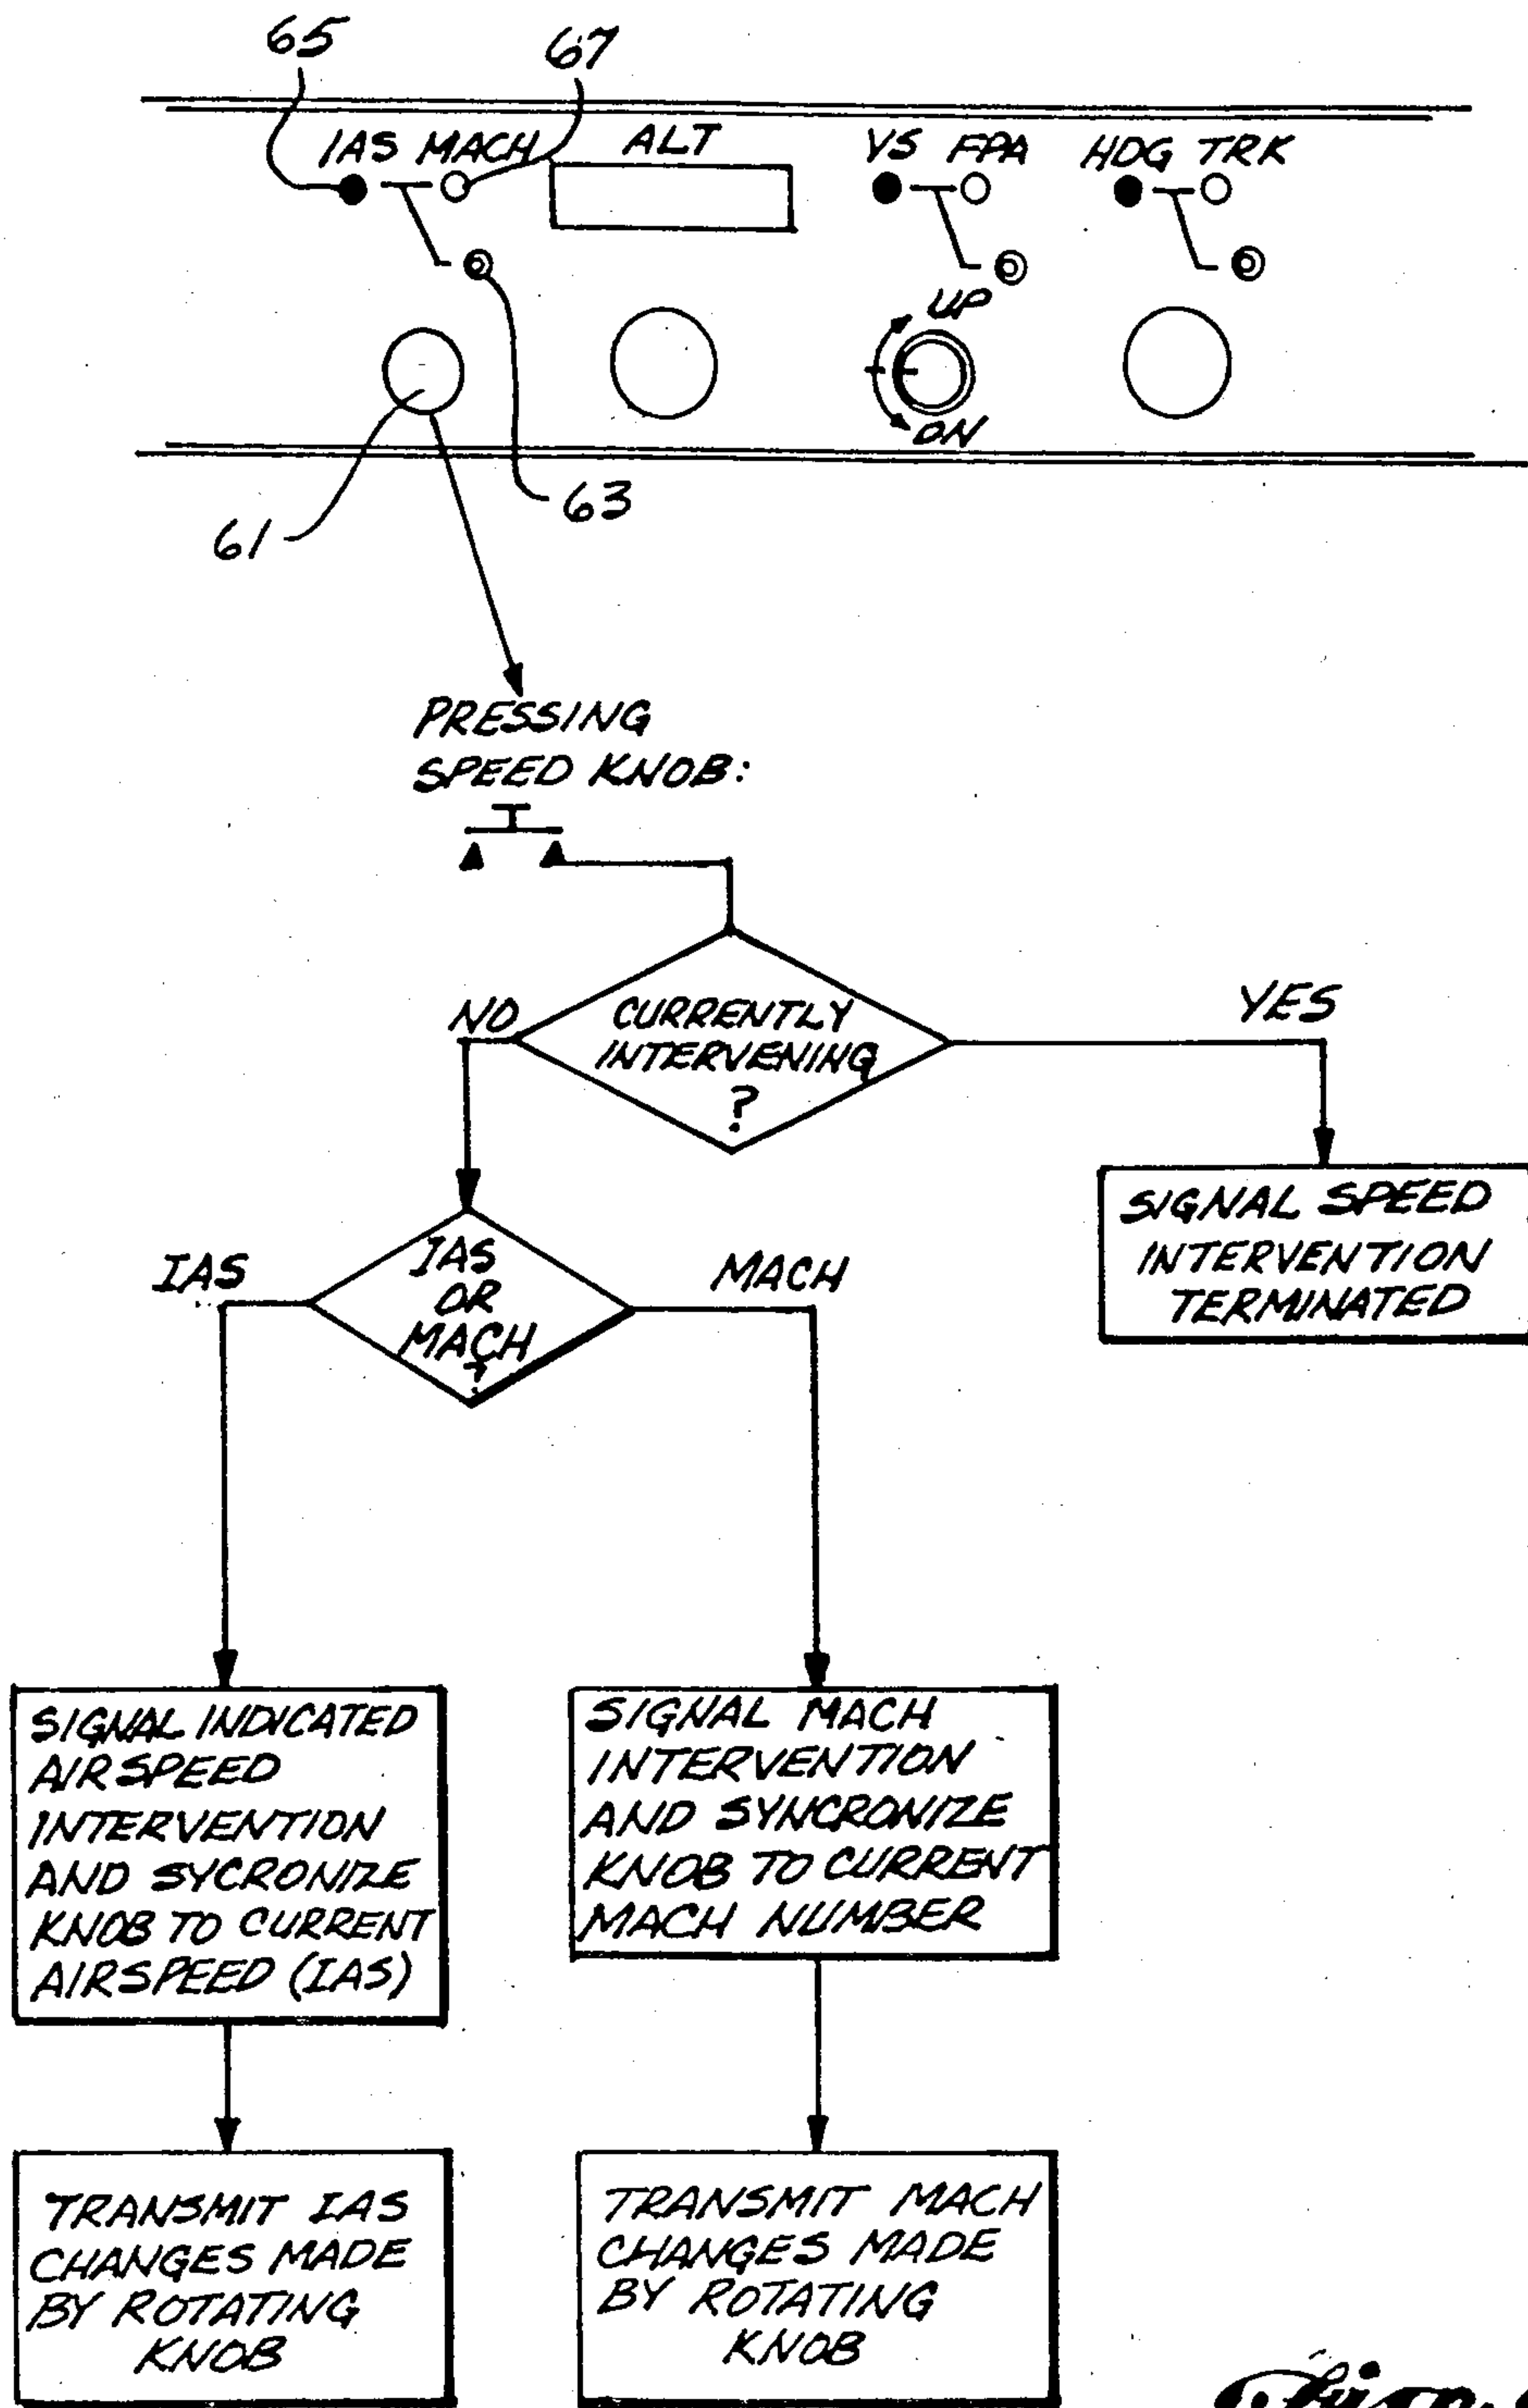 65
67
IAS MACH
ALT
VS FPA
HDG TRK
UP
DN
61
63
PRESSING
SPEED KNOB:
NO
CURRENTLY
INTERVENING
?
YES
SIGNAL SPEED
INTERVENTION
TERMINATED
IAS
IAS
OR
MACH
?
MACH
SIGNAL INDICATED
AIRSPEED
INTERVENTION
AND SYCRONIZE
KNOB TO CURRENT
AIRSPEED (IAS)
SIGNAL MACH
INTERVENTION
AND SYNCRONIZE
KNOB TO CURRENT
MACH NUMBER
TRANSMIT IAS
CHANGES MADE
BY ROTATING
KNOB
TRANSMIT MACH
CHANGES MADE
BY ROTATING
KNOB